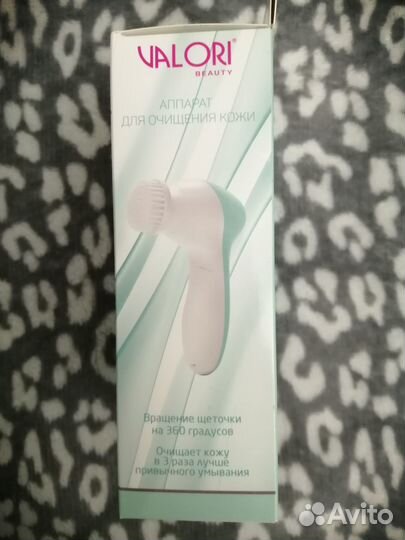 VALORI®
BEAUTY
АППАРАТ
ДЛЯ ОЧИЩЕНИЯ КОЖИ
Вращение щеточки
на 360 градусов
Очищает кожу
в 3 раза лучше
привычного умывания
Avito